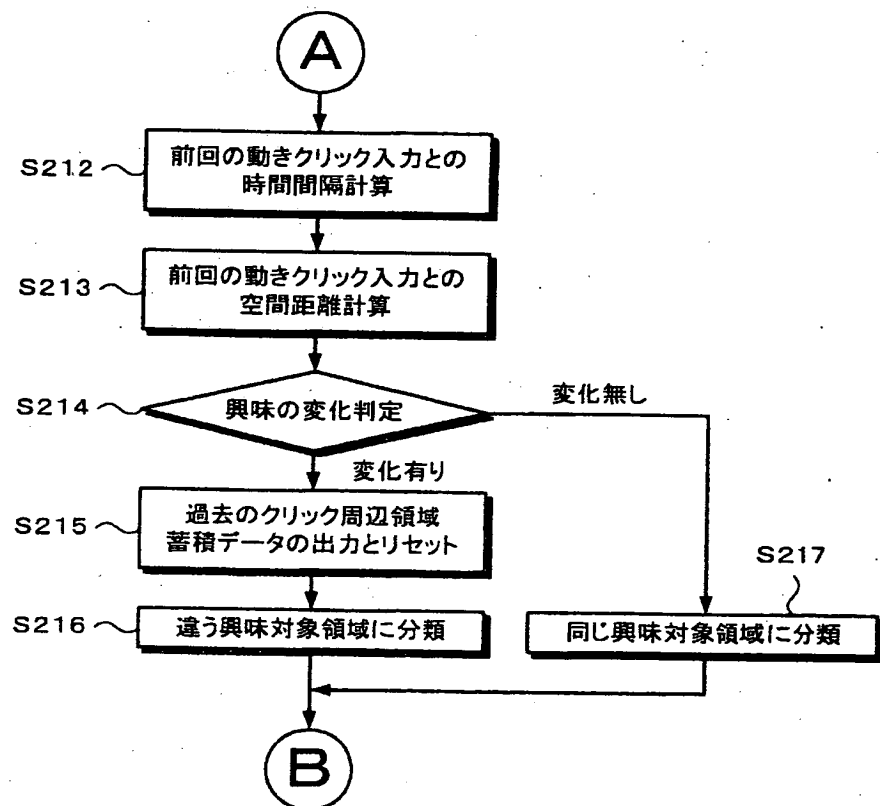 A
S212
前回の動きクリック入力との
時間間隔計算
S213
前回の動きクリック入力との
空間距離計算
S214
興味の変化判定
変化無し
変化有り
S215
過去のクリック周辺領域
蓄積データの出力とリセット
S216
違う興味対象領域に分類
S217
同じ興味対象領域に分類
B